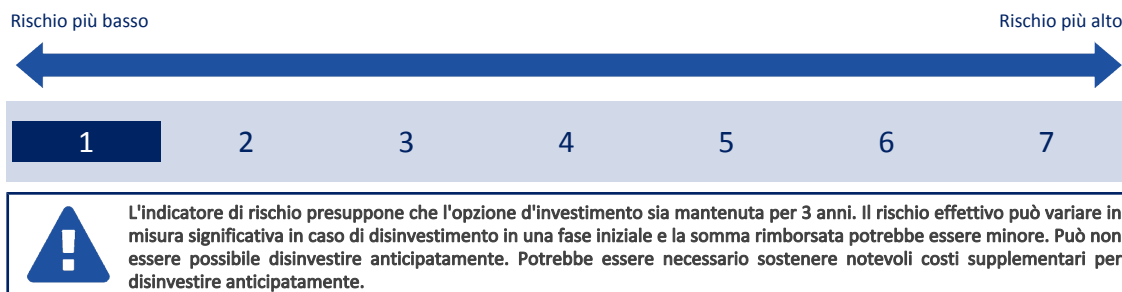 Rischio più basso Rischio più alto
1 2 3 4 5 6 7
L'indicatore di rischio presuppone che l'opzione d'investimento sia mantenuta per 3 anni. Il rischio effettivo può variare in
misura significativa in caso di disinvestimento in una fase iniziale e la somma rimborsata potrebbe essere minore. Può non
essere possibile disinvestire anticipatamente. Potrebbe essere necessario sostenere notevoli costi supplementari per
disinvestire anticipatamente.